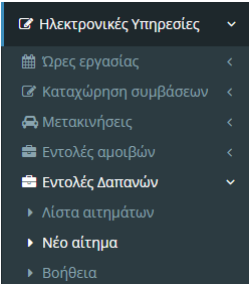 Ηλεκτρονικές Υπηρεσίες
Ώρες εργασίας
Καταχώρηση συμβάσεων
Μετακινήσεις
Εντολές αμοιβών
Εντολές Δαπανών
Λίστα αιτημάτων
Νέο αίτημα
Βοήθεια